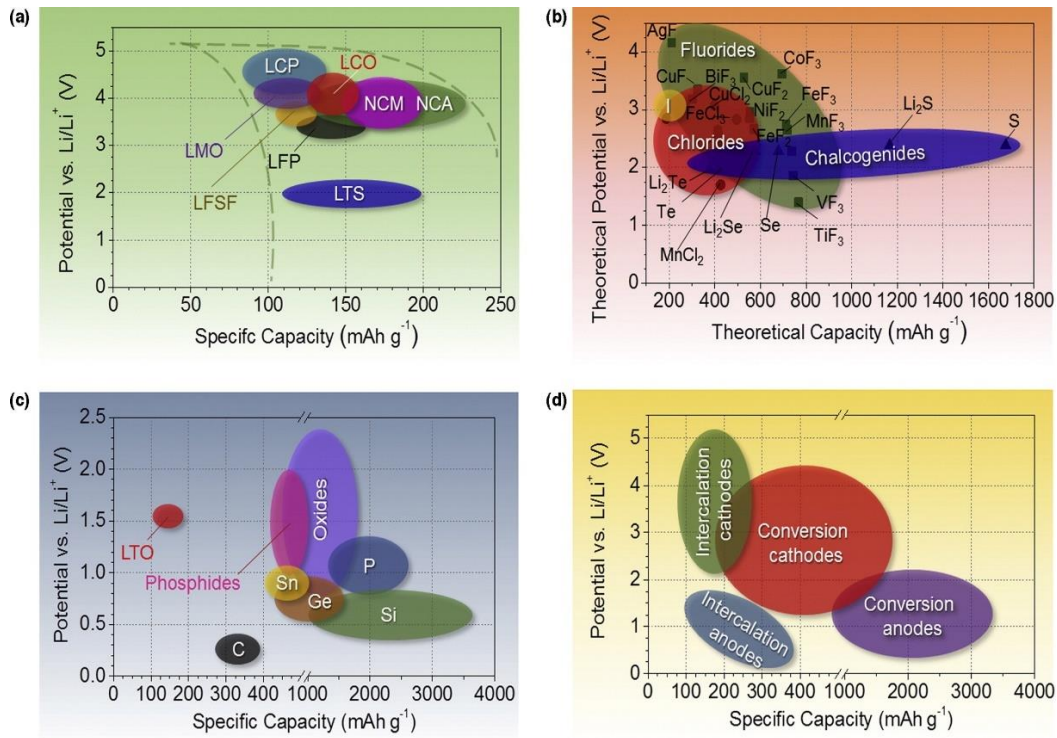 (a)
Potential vs. Li/Li⁺ (V)
5
4
3
2
1
0
LCP
LCO
NCM
NCA
LMO
LFP
LFSF
LTS
0 50 100 150 200 250
Specifc Capacity (mAh g⁻¹)
(b)
Theoretical Potential vs. Li/Li⁺ (V)
4
3
2
1
0
AgF
Fluorides
CoF₃
CuF
BiF₃
CuF₂
CuCl₂
FeF₃
I
NiF₂
Li₂S
S
FeCl₃
MnF₃
FeF₂
Chlorides
Chalcogenides
Li₂Te
Te
VF₃
Li₂Se
Se
TiF₃
MnCl₂
200 400 600 800 1000 1200 1400 1600 1800
Theoretical Capacity (mAh g⁻¹)
(c)
Potential vs. Li/Li⁺ (V)
2.5
2.0
1.5
1.0
0.5
0.0
Oxides
LTO
Phosphides
P
Sn
Ge
Si
C
0 100 200 300 400 500 1000 2000 3000 4000
Specific Capacity (mAh g⁻¹)
(d)
Potential vs. Li/Li⁺ (V)
5
4
3
2
1
0
Intercalation
cathodes
Conversion
cathodes
Intercalation
anodes
Conversion
anodes
0 100 200 300 400 500 1000 2000 3000 4000
Specific Capacity (mAh g⁻¹)